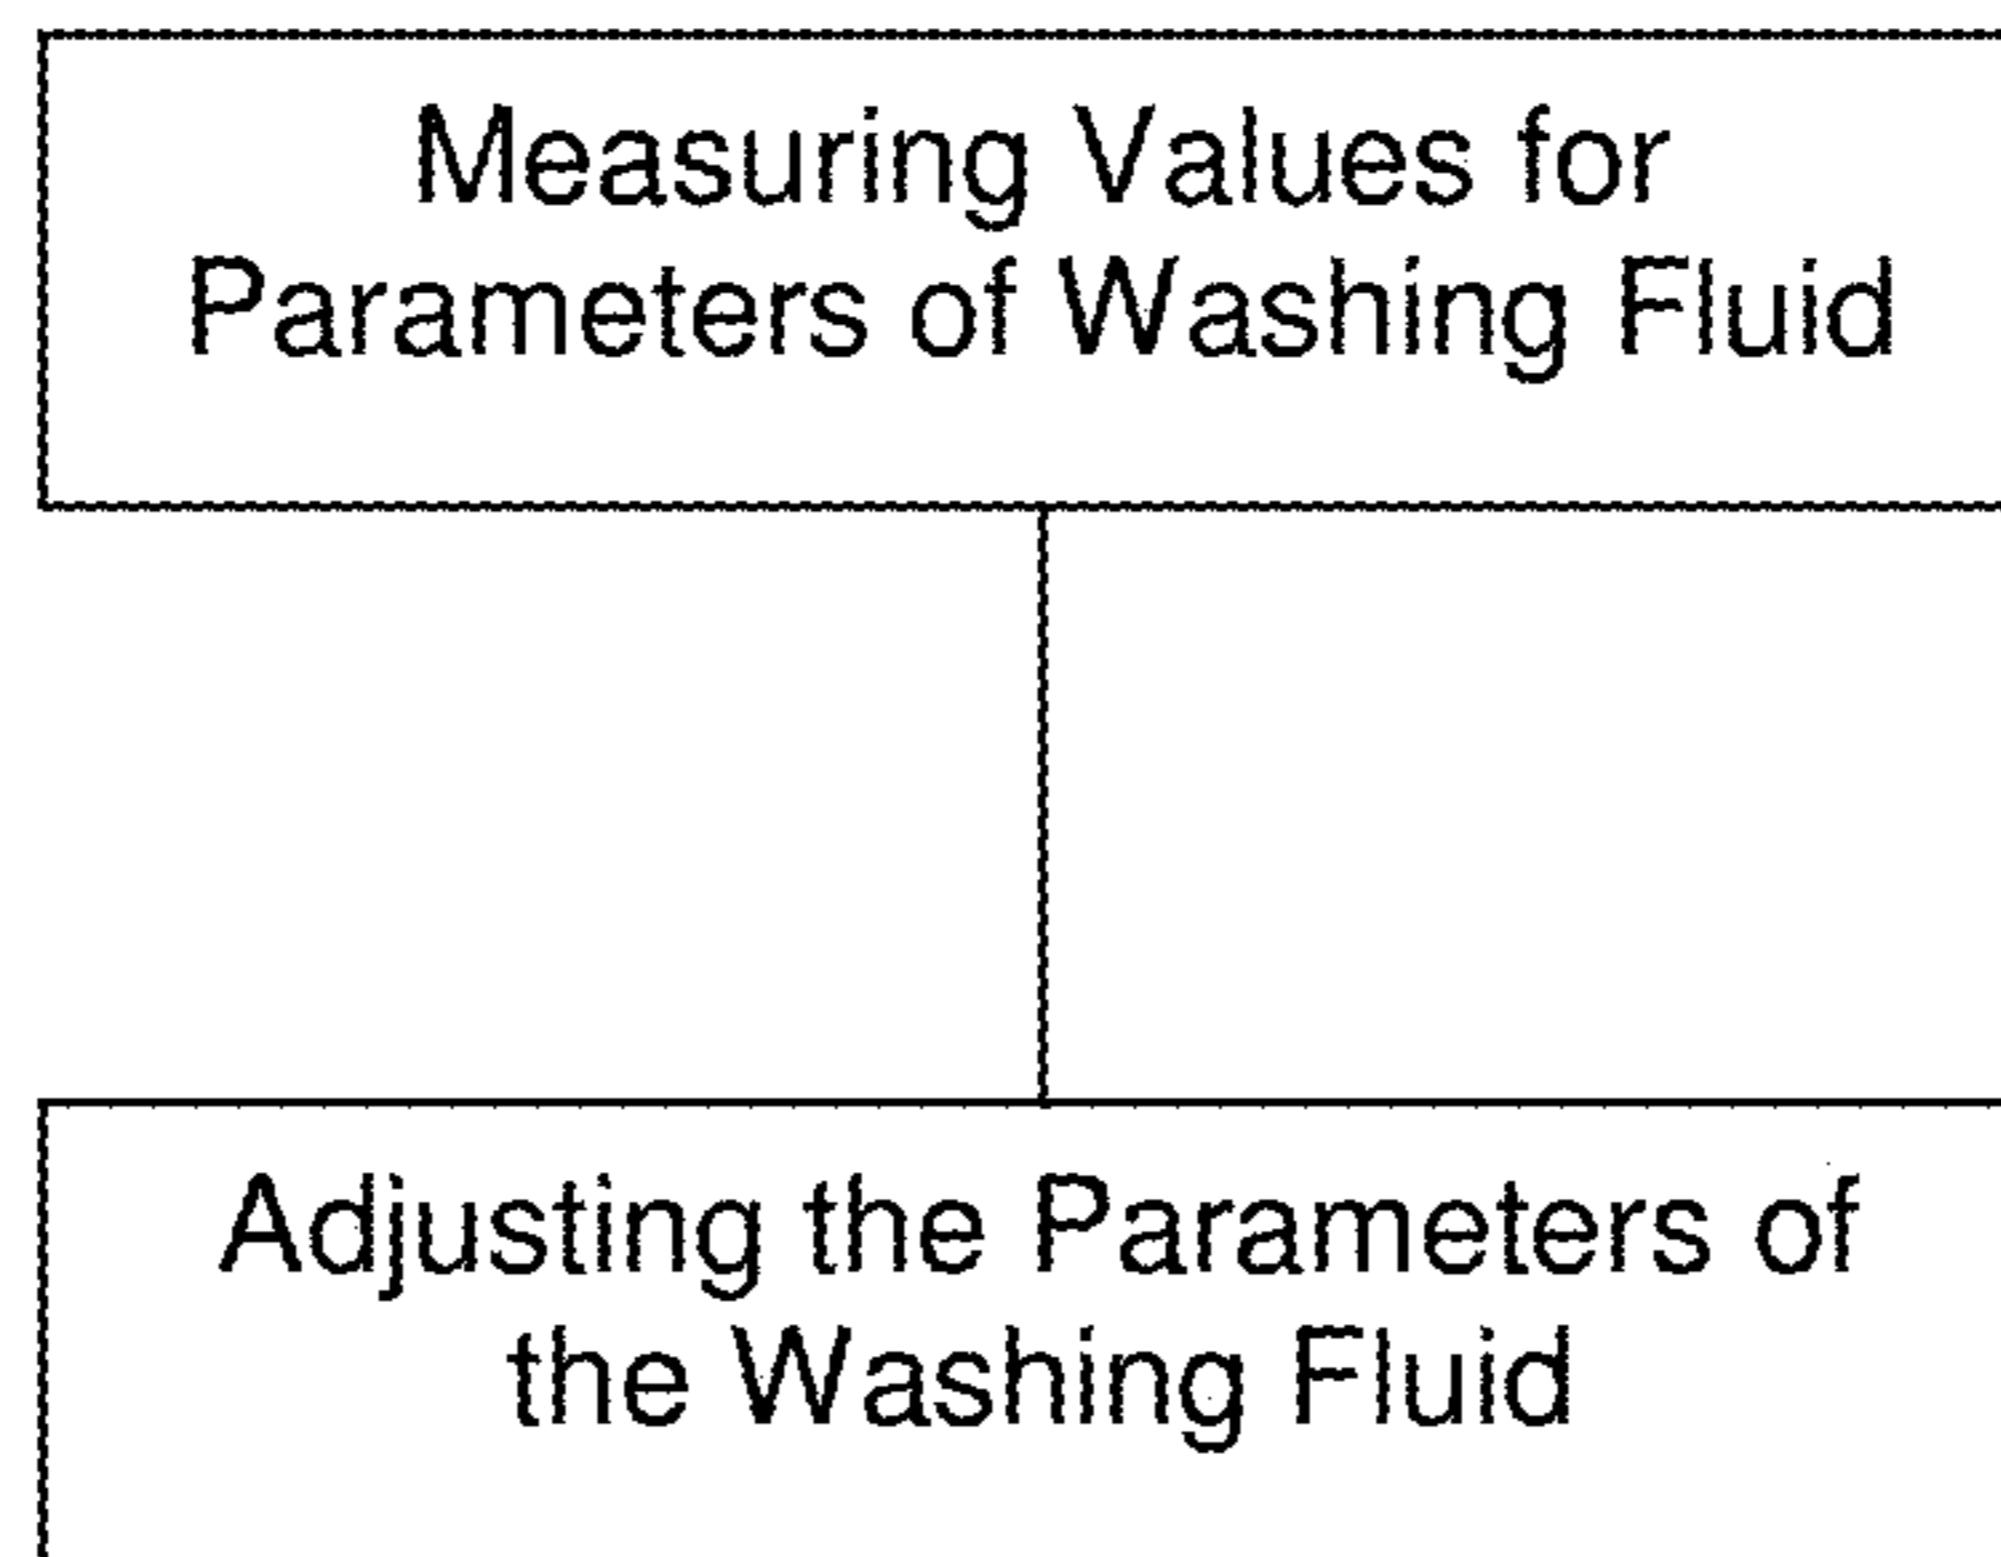 Measuring Values for
Parameters of Washing Fluid
Adjusting the Parameters of
the Washing Fluid